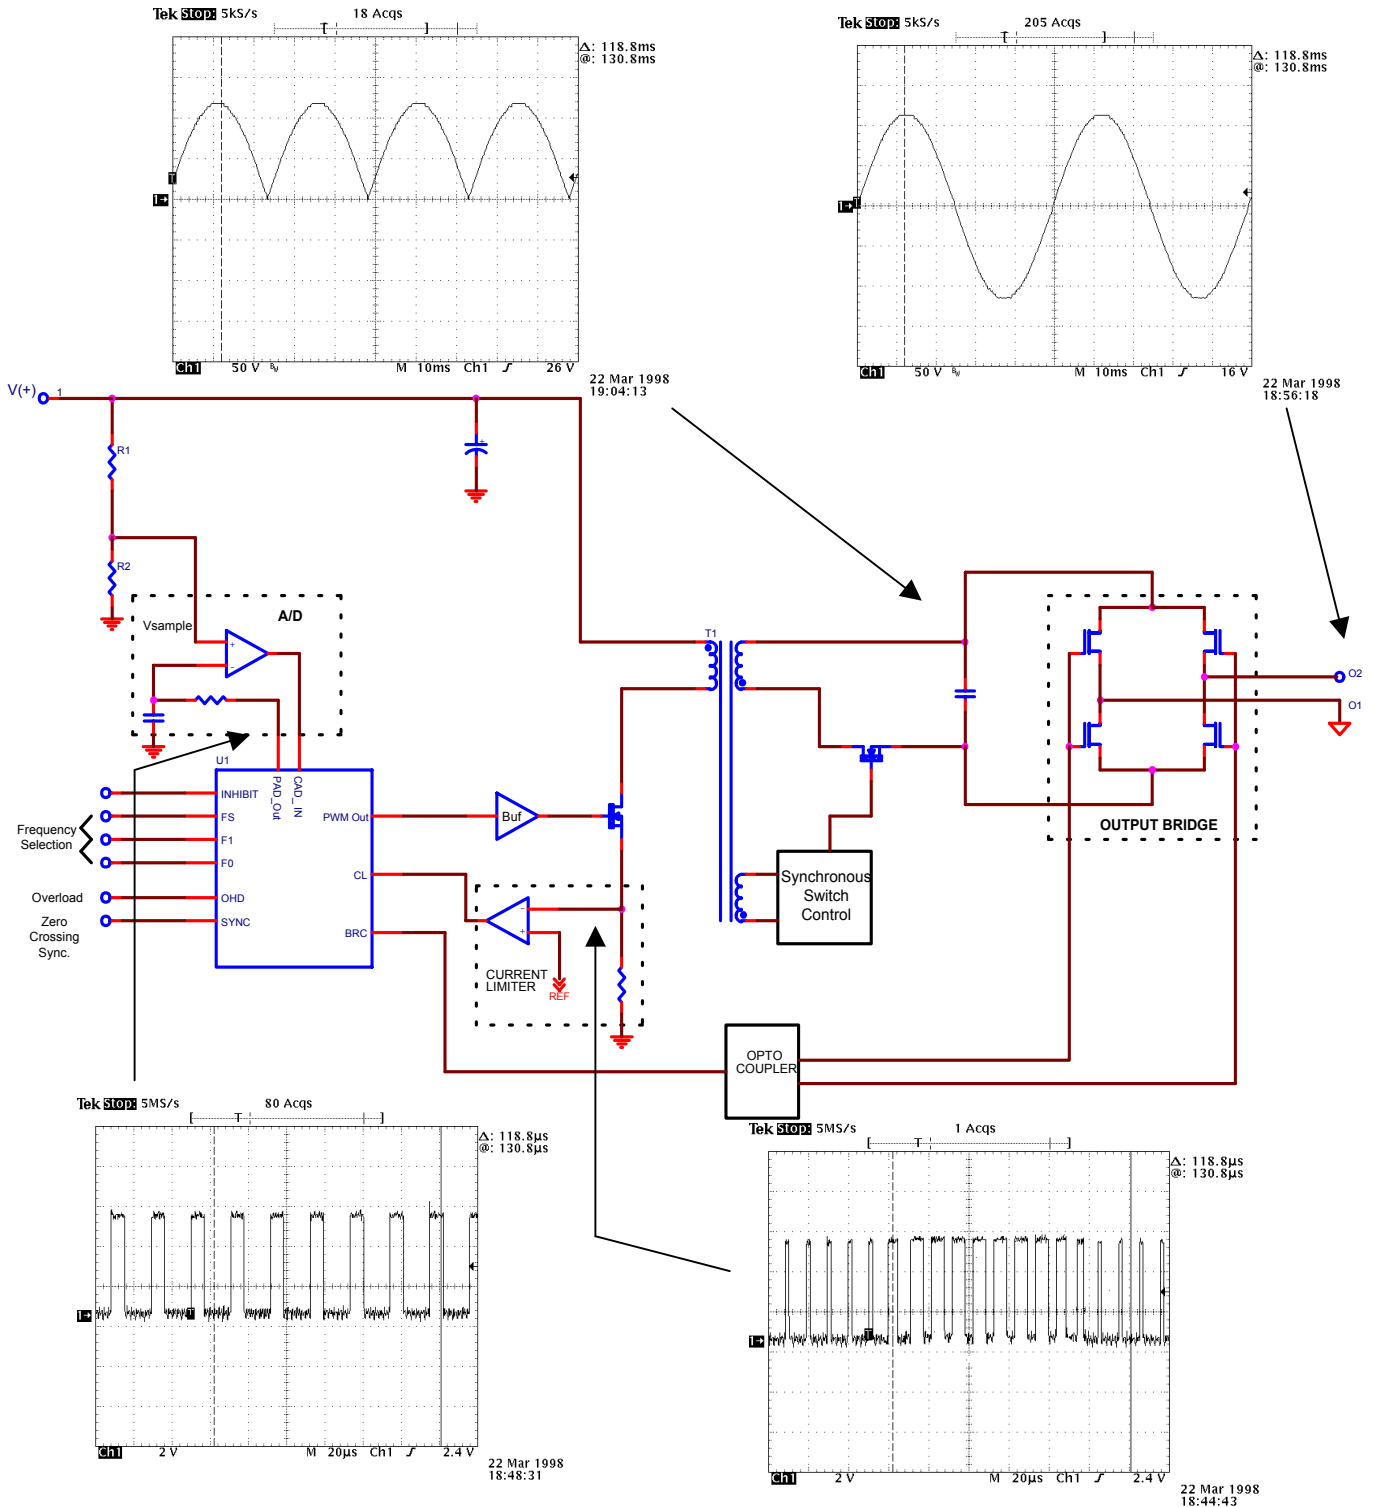 Tek Stop: 5kS/s 18 Acqs
T
Δ: 118.8ms
@: 130.8ms
T
1→
Ch1 50 V BW M 10ms Ch1 26 V
22 Mar 1998
19:04:13
Tek Stop: 5kS/s 205 Acqs
T
Δ: 118.8ms
@: 130.8ms
T
1→
Ch1 50 V BW M 10ms Ch1 16 V
22 Mar 1998
18:56:18
V(+) 1
R1
R2
A/D
Vsample
+
-
U1
PAD_Out
CAD_IN
INHIBIT
FS
F1
F0
OHD
SYNC
PWM Out
CL
BRC
Frequency
Selection
Overload
Zero
Crossing
Sync.
Buf
CURRENT
LIMITER
-
+
REF
T1
Synchronous
Switch
Control
OUTPUT BRIDGE
O2
O1
OPTO
COUPLER
Tek Stop: 5MS/s 80 Acqs
T
Δ: 118.8µs
@: 130.8µs
T
1→
Ch1 2 V M 20µs Ch1 2.4 V
22 Mar 1998
18:48:31
Tek Stop: 5MS/s 1 Acqs
T
Δ: 118.8µs
@: 130.8µs
T
1→
Ch1 2 V M 20µs Ch1 2.4 V
22 Mar 1998
18:44:43